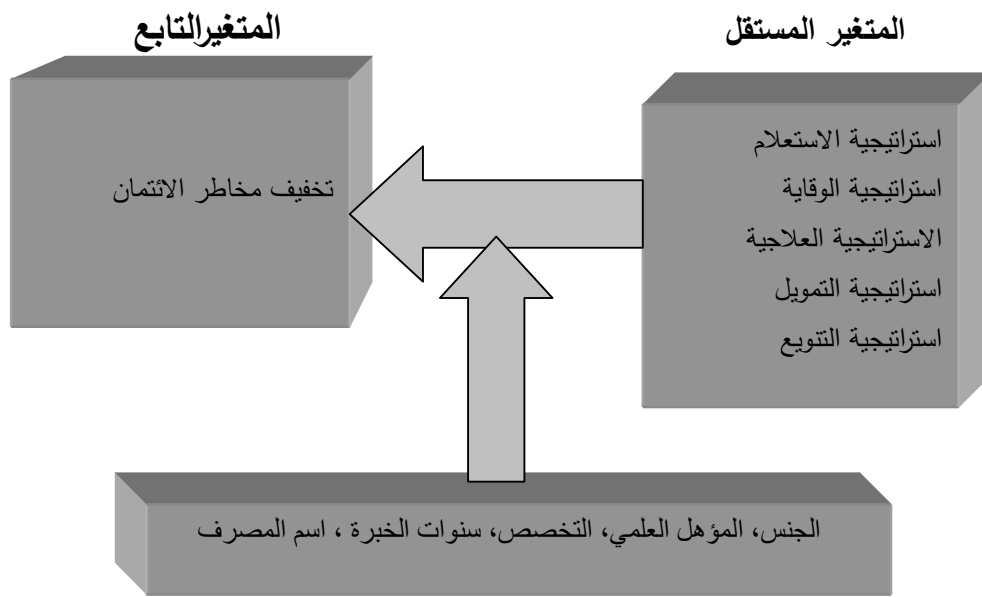 المتغير المستقل
المتغيرالتابع
استراتيجية الاستعلام
استراتيجية الوقاية
الاستراتيجية العلاجية
استراتيجية التمويل
استراتيجية التنويع
تخفيف مخاطر الائتمان
الجنس، المؤهل العلمي، التخصص، سنوات الخبرة ، اسم المصرف